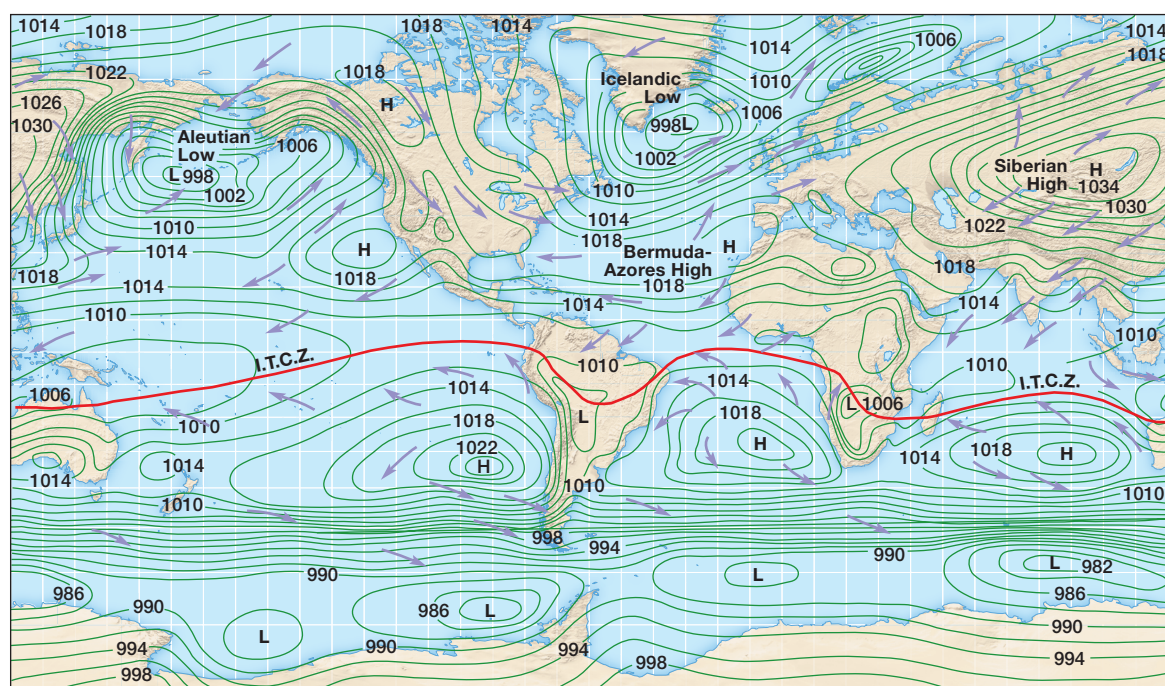 1014
1018
1018
1014
1006
1014
1018
1022
1018
1010
1026
H
Icelandic
Low
1006
1030
998 L
Aleutian
Low
1006
1002
Siberian
High
H
1034
L 998
1002
1010
1030
1010
1014
1022
1014
H
1018
H
Bermuda-
Azores High
1018
1018
1018
1018
1014
1014
1014
1010
1010
1010
I.T.C.Z.
1010
1014
1014
I.T.C.Z.
1006
L 1006
1010
1018
1018
L
H
1018
1022
H
1014
H
1014
1014
1010
1010
1010
998
994
990
990
L
L 982
986
986
L
986
990
990
L
994
990
994
998
994
998